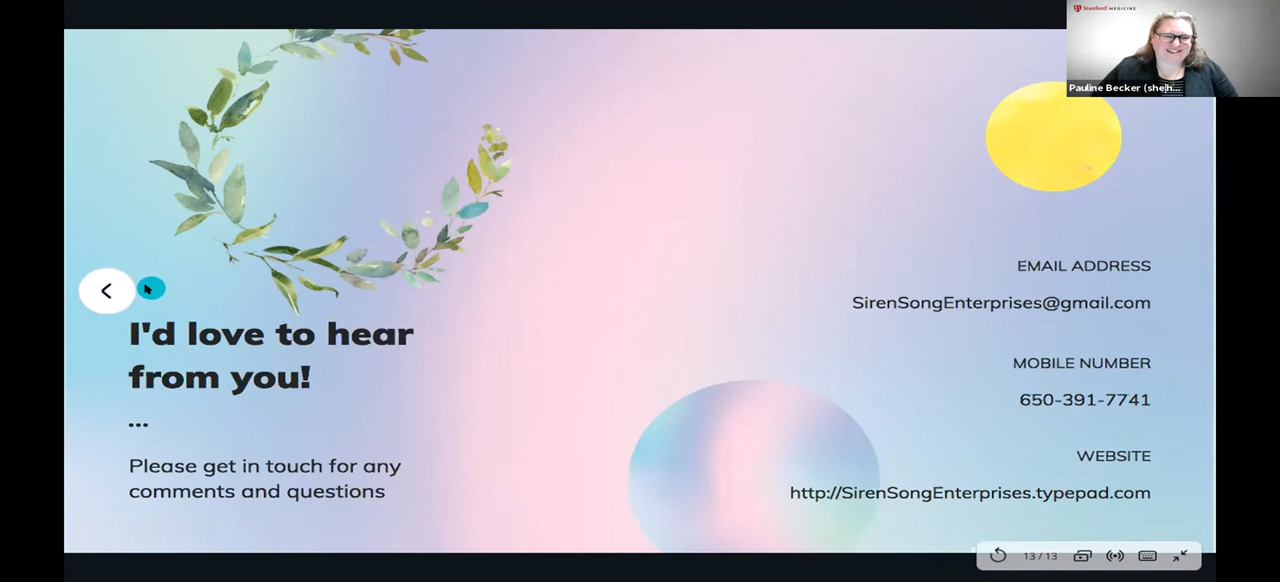 Stanford MEDICINE
Pauline Becker (she|h...
EMAIL ADDRESS
SirenSongEnterprises@gmail.com
I'd love to hear
from you!
...
MOBILE NUMBER
650-391-7741
Please get in touch for any
comments and questions
WEBSITE
http://SirenSongEnterprises.typepad.com
13 / 13